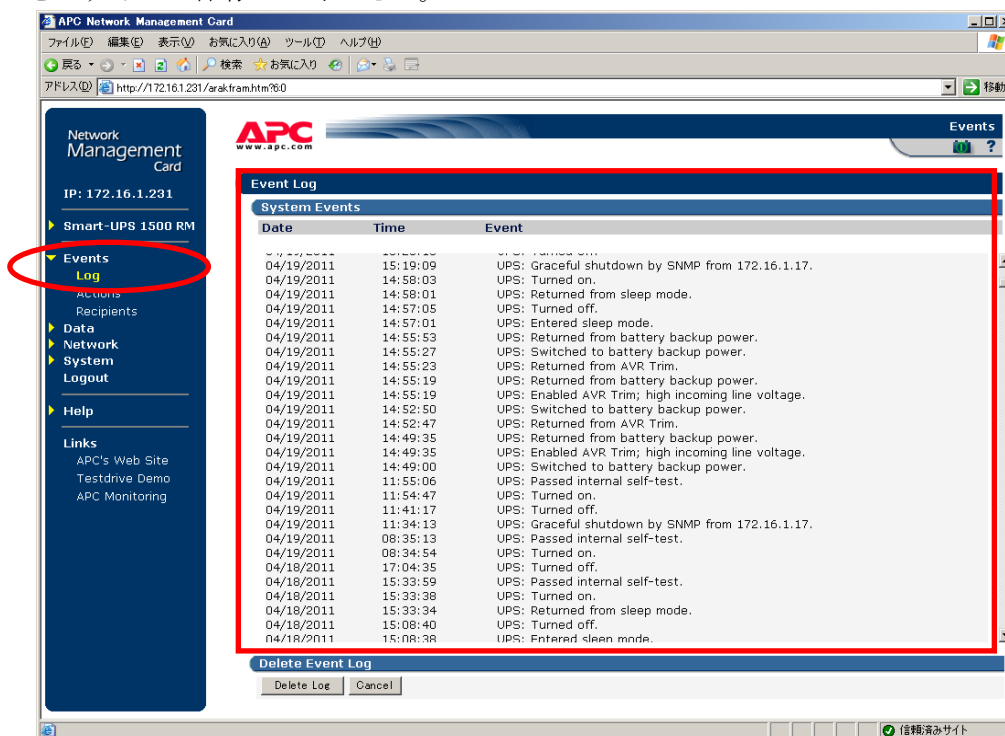 APC Network Management Card
ファイル(F) 編集(E) 表示(V) お気に入り(A) ツール(T) ヘルプ(H)
戻る 検索 お気に入り
アドレス(D) http://172.16.1.231/arakfram.htm?6.0 移動
Network
Management
Card
IP: 172.16.1.231
Smart-UPS 1500 RM
Events
Log
Actions
Recipients
Data
Network
System
Logout
Help
Links
APC's Web Site
Testdrive Demo
APC Monitoring
APC
www.apc.com
Events
?
Event Log
System Events
Date Time Event
04/19/2011 15:19:09 UPS: Graceful shutdown by SNMP from 172.16.1.17.
04/19/2011 14:58:03 UPS: Turned on.
04/19/2011 14:58:01 UPS: Returned from sleep mode.
04/19/2011 14:57:05 UPS: Turned off.
04/19/2011 14:57:01 UPS: Entered sleep mode.
04/19/2011 14:55:53 UPS: Returned from battery backup power.
04/19/2011 14:55:27 UPS: Switched to battery backup power.
04/19/2011 14:55:23 UPS: Returned from AVR Trim.
04/19/2011 14:55:19 UPS: Returned from battery backup power.
04/19/2011 14:55:19 UPS: Enabled AVR Trim; high incoming line voltage.
04/19/2011 14:52:50 UPS: Switched to battery backup power.
04/19/2011 14:52:47 UPS: Returned from AVR Trim.
04/19/2011 14:49:35 UPS: Returned from battery backup power.
04/19/2011 14:49:35 UPS: Enabled AVR Trim; high incoming line voltage.
04/19/2011 14:49:00 UPS: Switched to battery backup power.
04/19/2011 11:55:06 UPS: Passed internal self-test.
04/19/2011 11:54:47 UPS: Turned on.
04/19/2011 11:41:17 UPS: Turned off.
04/19/2011 11:34:13 UPS: Graceful shutdown by SNMP from 172.16.1.17.
04/19/2011 08:35:13 UPS: Passed internal self-test.
04/19/2011 08:34:54 UPS: Turned on.
04/18/2011 17:04:35 UPS: Turned off.
04/18/2011 15:33:59 UPS: Passed internal self-test.
04/18/2011 15:33:38 UPS: Turned on.
04/18/2011 15:33:34 UPS: Returned from sleep mode.
04/18/2011 15:08:40 UPS: Turned off.
04/18/2011 15:08:38 UPS: Entered sleep mode.
Delete Event Log
Delete Log Cancel
信頼済みサイト